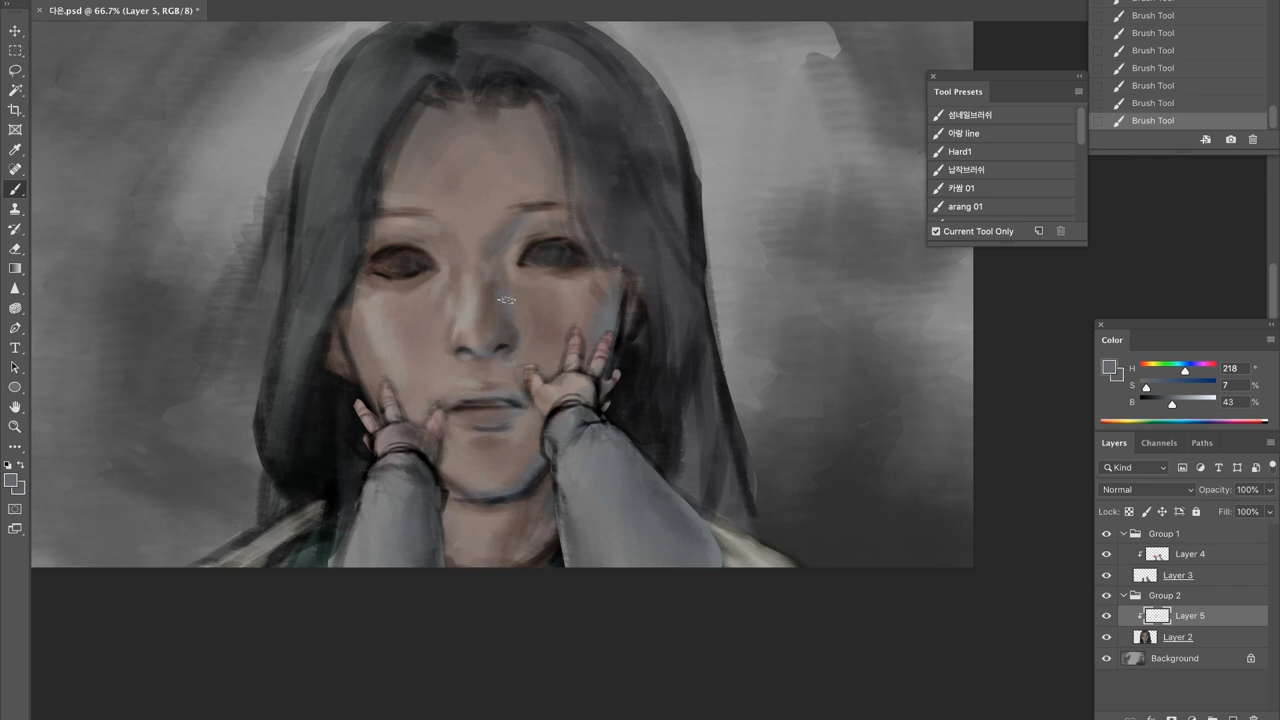 다은.psd @ 66.7% (Layer 5, RGB/8) *
Brush Tool
Brush Tool
Brush Tool
Brush Tool
Brush Tool
Brush Tool
Brush Tool
Tool Presets
섬네일브러쉬
아랑 line
Hard1
납작브러쉬
카쌈 01
arang 01
Current Tool Only
Color
H 218 °
S 7 %
B 43 %
Layers Channels Paths
Kind
Normal Opacity: 100%
Lock: Fill: 100%
Group 1
Layer 4
Layer 3
Group 2
Layer 5
Layer 2
Background